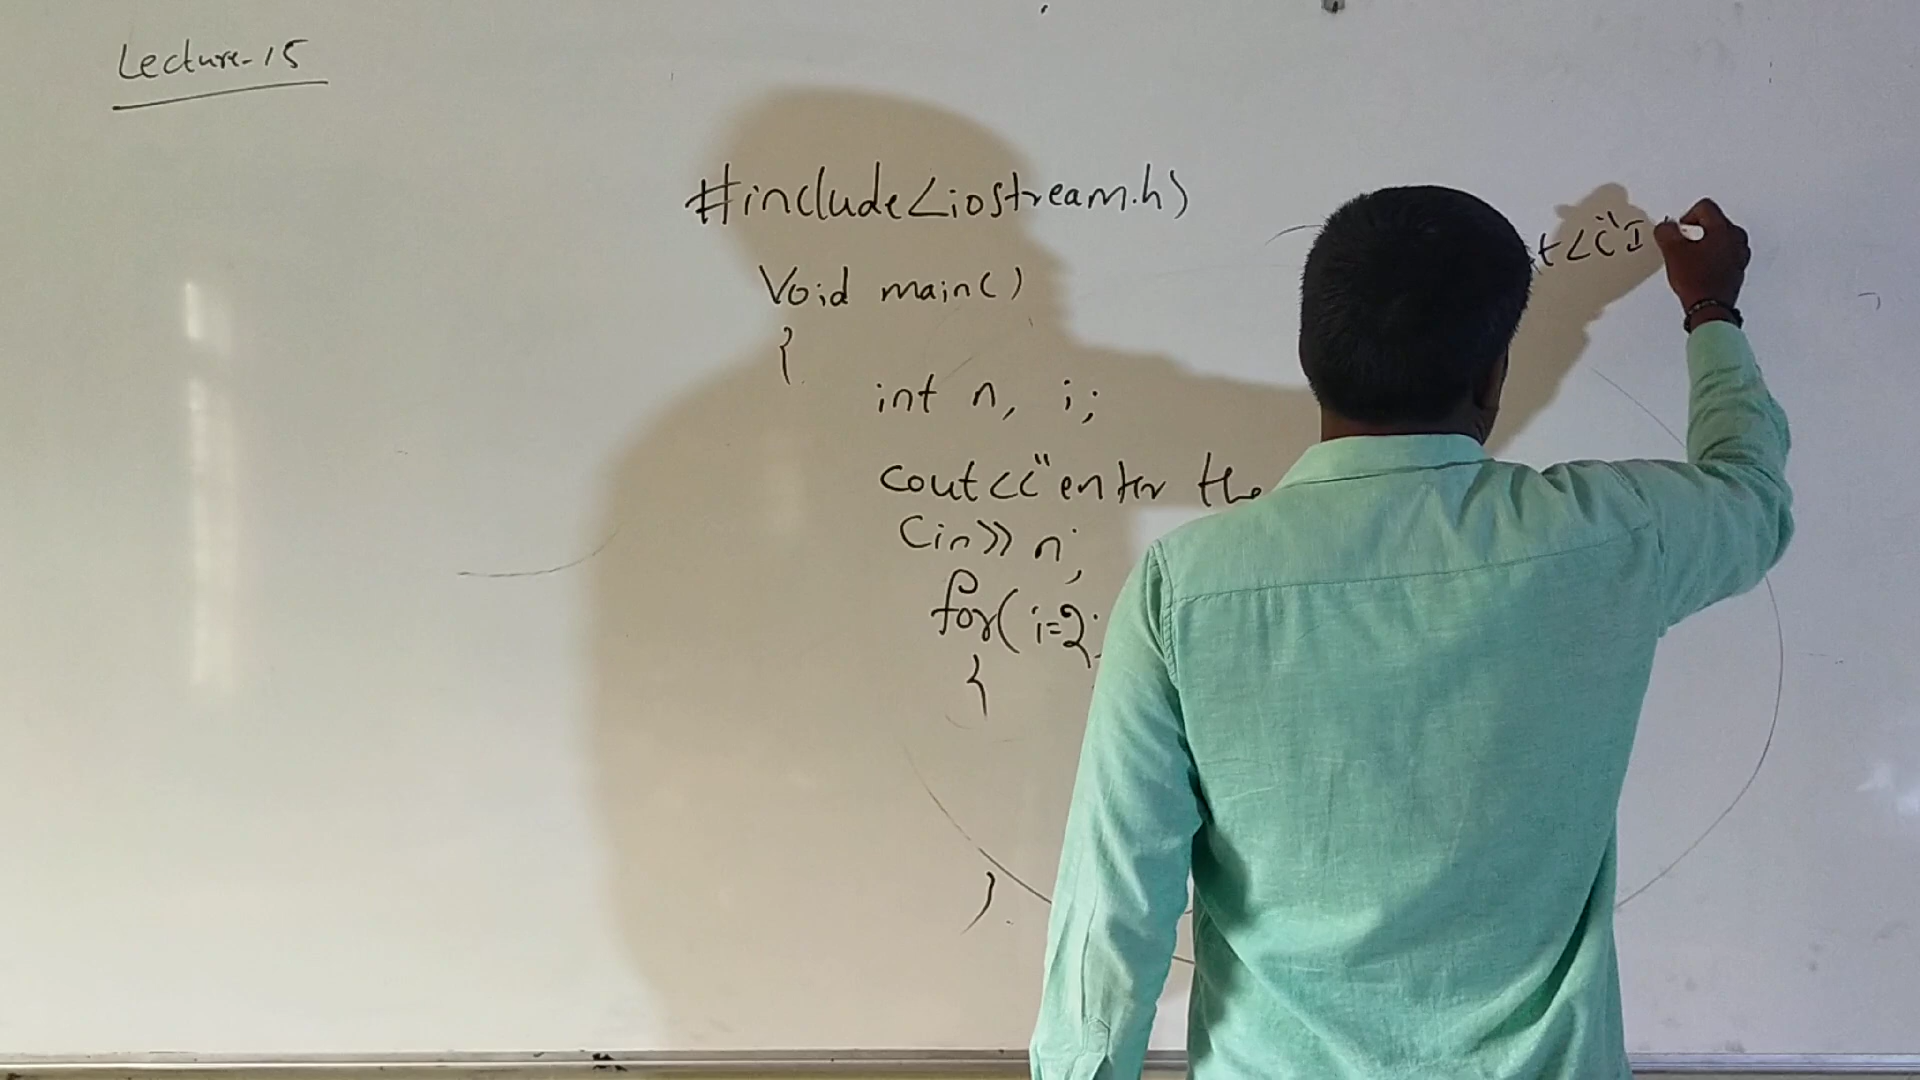 Lecture-15
#include<iostream.h>
Void main()
{
int n, i;
cout<<"enter the
Cin>> n;
for( i=2;
{
}
t<<"I